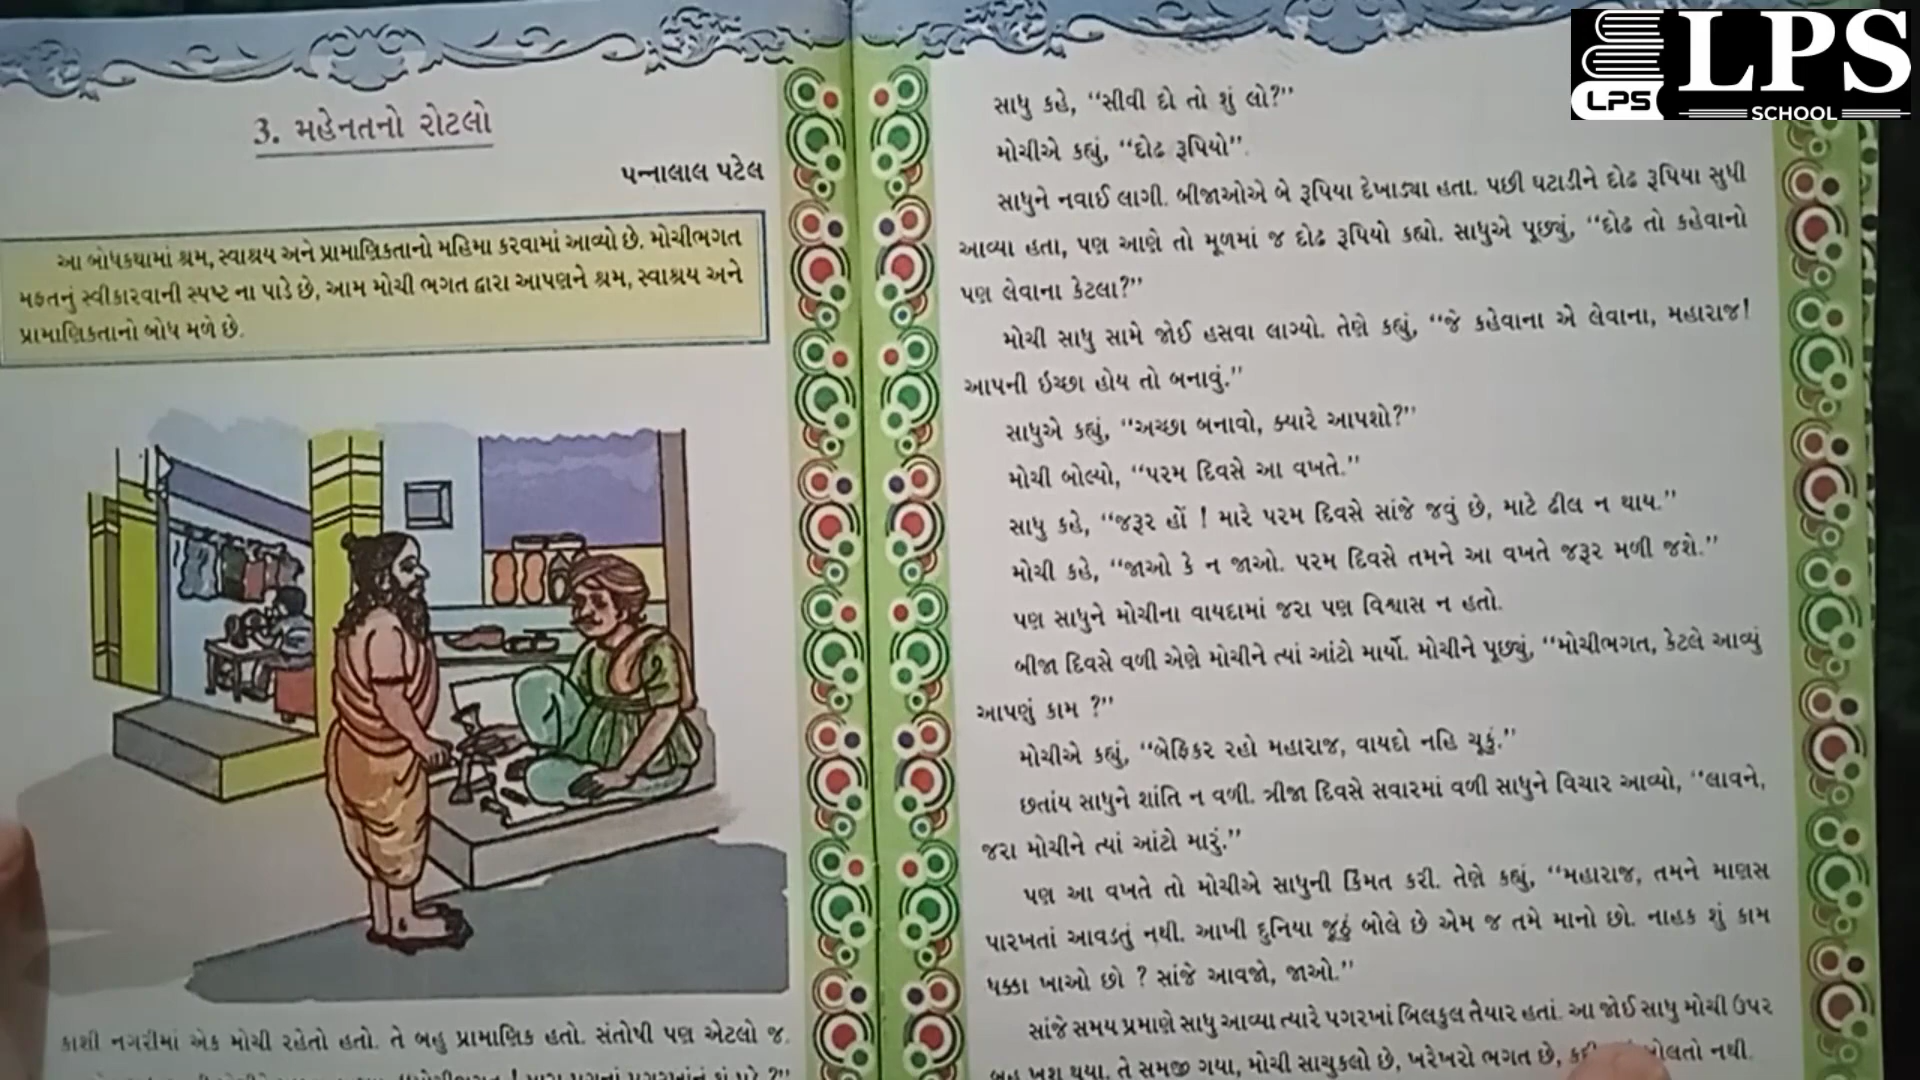 3. મહેનતનો રોટલો
પન્નાલાલ પટેલ
આ બોધકથામાં શ્રમ, સ્વાશ્રય અને પ્રામાણિકતાનો મહિમા કરવામાં આવ્યો છે. મોચીભગત
મફતનું સ્વીકારવાની સ્પષ્ટ ના પાડે છે, આમ મોચી ભગત દ્વારા આપણને શ્રમ, સ્વાશ્રય અને
પ્રામાણિકતાનો બોધ મળે છે.
કાશી નગરીમાં એક મોચી રહેતો હતો. તે બહુ પ્રામાણિક હતો. સંતોષી પણ એટલો જ.
સાધુ કહે, “સીવી દો તો શું લો?”
મોચીએ કહ્યું, “દોઢ રૂપિયો”.
સાધુને નવાઈ લાગી. બીજાઓએ બે રૂપિયા દેખાડ્યા હતા. પછી ઘટાડીને દોઢ રૂપિયા સુધી
આવ્યા હતા, પણ આણે તો મૂળમાં જ દોઢ રૂપિયો કહ્યો. સાધુએ પૂછ્યું, “દોઢ તો કહેવાનો
પણ લેવાના કેટલા?”
મોચી સાધુ સામે જોઈ હસવા લાગ્યો. તેણે કહ્યું, “જે કહેવાના એ લેવાના, મહારાજ!
આપની ઇચ્છા હોય તો બનાવું.”
સાધુએ કહ્યું, “અચ્છા બનાવો, ક્યારે આપશો?”
મોચી બોલ્યો, “પરમ દિવસે આ વખતે.”
સાધુ કહે, “જરૂર હોં ! મારે પરમ દિવસે સાંજે જવું છે, માટે ઢીલ ન થાય.”
મોચી કહે, “જાઓ કે ન જાઓ. પરમ દિવસે તમને આ વખતે જરૂર મળી જશે.”
પણ સાધુને મોચીના વાયદામાં જરા પણ વિશ્વાસ ન હતો.
બીજા દિવસે વળી એણે મોચીને ત્યાં આંટો માર્યો. મોચીને પૂછ્યું, “મોચીભગત, કેટલે આવ્યું
આપણું કામ ?”
મોચીએ કહ્યું, “બેફિકર રહો મહારાજ, વાયદો નહિ ચૂકું.”
છતાંય સાધુને શાંતિ ન વળી. ત્રીજા દિવસે સવારમાં વળી સાધુને વિચાર આવ્યો, “લાવને,
જરા મોચીને ત્યાં આંટો મારું.”
પણ આ વખતે તો મોચીએ સાધુની કિંમત કરી. તેણે કહ્યું, “મહારાજ, તમને માણસ
પારખતાં આવડતું નથી. આખી દુનિયા જૂઠું બોલે છે એમ જ તમે માનો છો. નાહક શું કામ
ધક્કા ખાઓ છો ? સાંજે આવજો, જાઓ.”
સાંજે સમય પ્રમાણે સાધુ આવ્યા ત્યારે પગરખાં બિલકુલ તૈયાર હતાં. આ જોઈ સાધુ મોચી ઉપર
બહુ ખુશ થયા. તે સમજી ગયા, મોચી સાચુકલો છે, ખરેખરો ભગત છે, બોલતો નથી.
LPS
LPS
SCHOOL